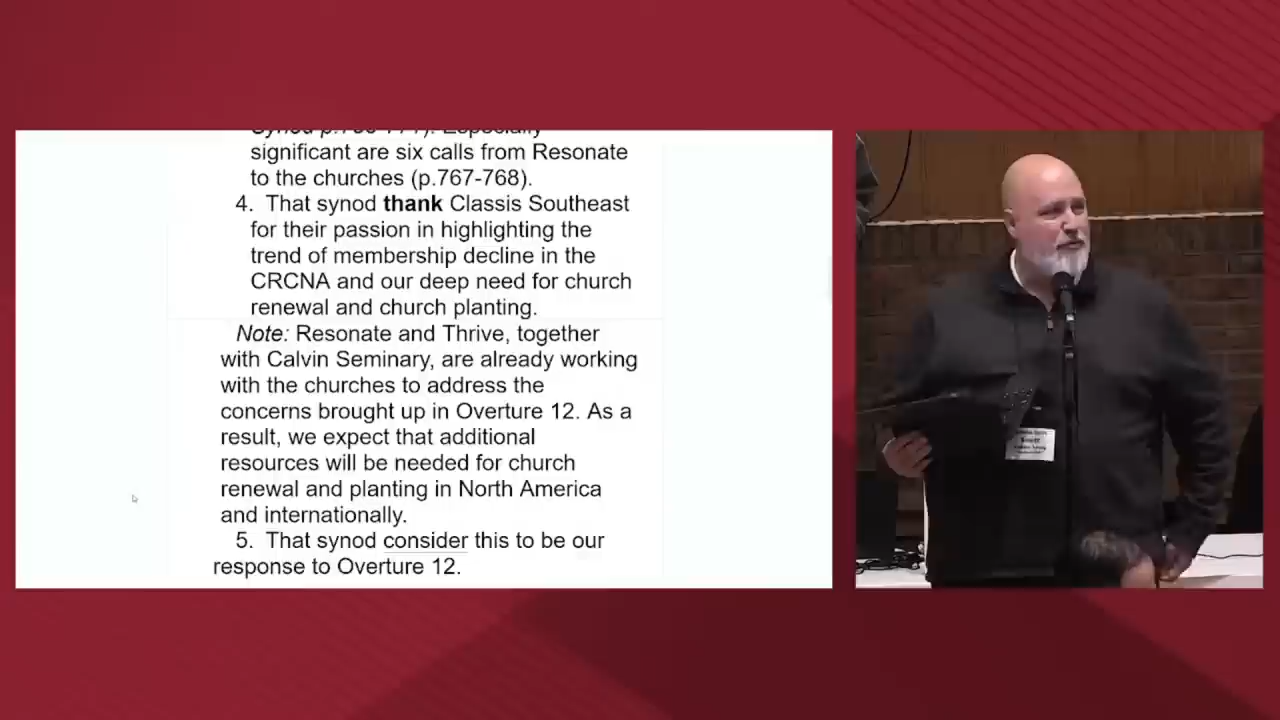 Synod p.
Especially
significant are six calls from Resonate
to the churches (p.767-768).
4. That synod thank Classis Southeast
for their passion in highlighting the
trend of membership decline in the
CRCNA and our deep need for church
renewal and church planting.
Note: Resonate and Thrive, together
with Calvin Seminary, are already working
with the churches to address the
concerns brought up in Overture 12. As a
result, we expect that additional
resources will be needed for church
renewal and planting in North America
and internationally.
5. That synod consider this to be our
response to Overture 12.